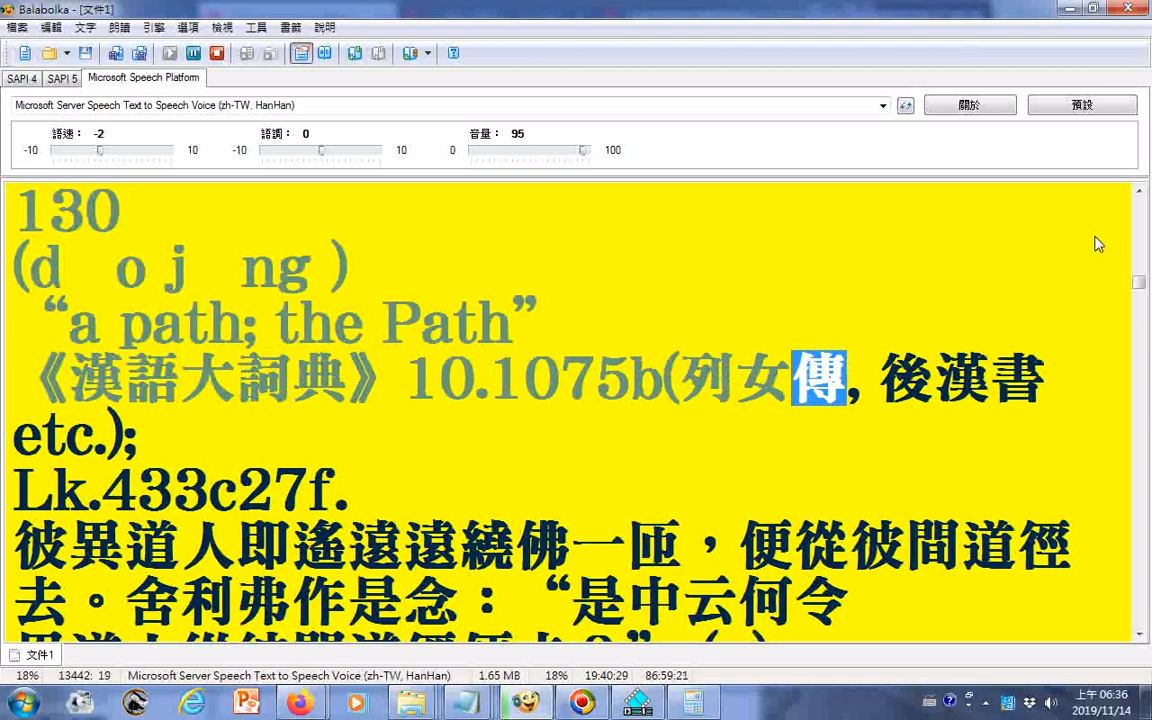 Balabolka - [文件1]
檔案 編輯 文字 朗讀 引擎 選項 檢視 工具 書籤 說明
SAPI 4 SAPI 5 Microsoft Speech Platform
Microsoft Server Speech Text to Speech Voice (zh-TW, HanHan) 關於 預設
語速： -2 語調： 0 音量： 95
-10 10 -10 10 0 100
130
(d o j ng )
“a path; the Path”
《漢語大詞典》10.1075b(列女傳, 後漢書
etc.);
Lk.433c27f.
彼異道人即遙遠遠繞佛一匝，便從彼間道徑
去。舍利弗作是念：“是中云何令
文件1
18% 13442: 19 Microsoft Server Speech Text to Speech Voice (zh-TW, HanHan) 1.65 MB 18% 19:40:29 86:59:21
上午 06:36
2019/11/14